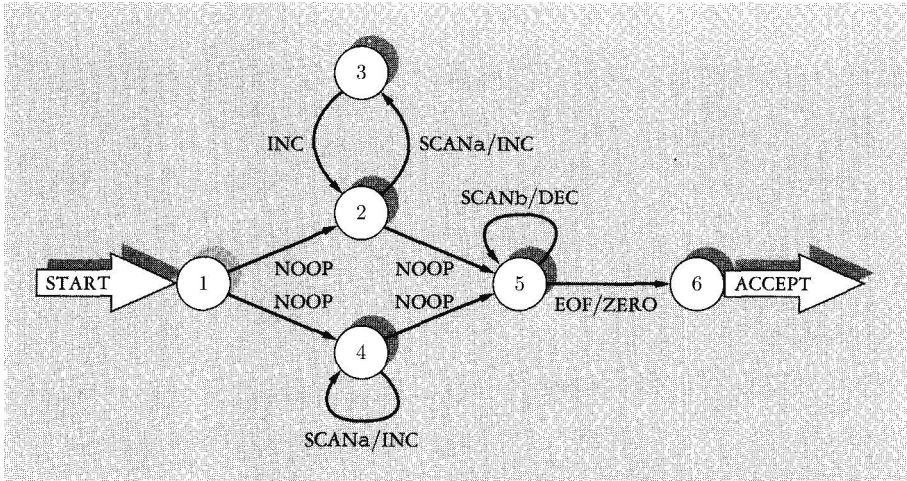 3
INC SCANa/INC
SCANb/DEC
2
START 1 NOOP NOOP 5 6 ACCEPT
NOOP NOOP EOF/ZERO
4
SCANa/INC